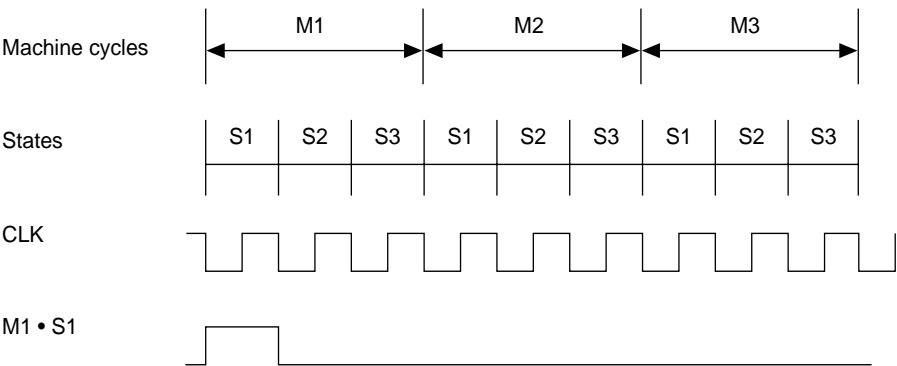 M1 M2 M3
Machine cycles
States S1 S2 S3 S1 S2 S3 S1 S2 S3
CLK
M1 • S1